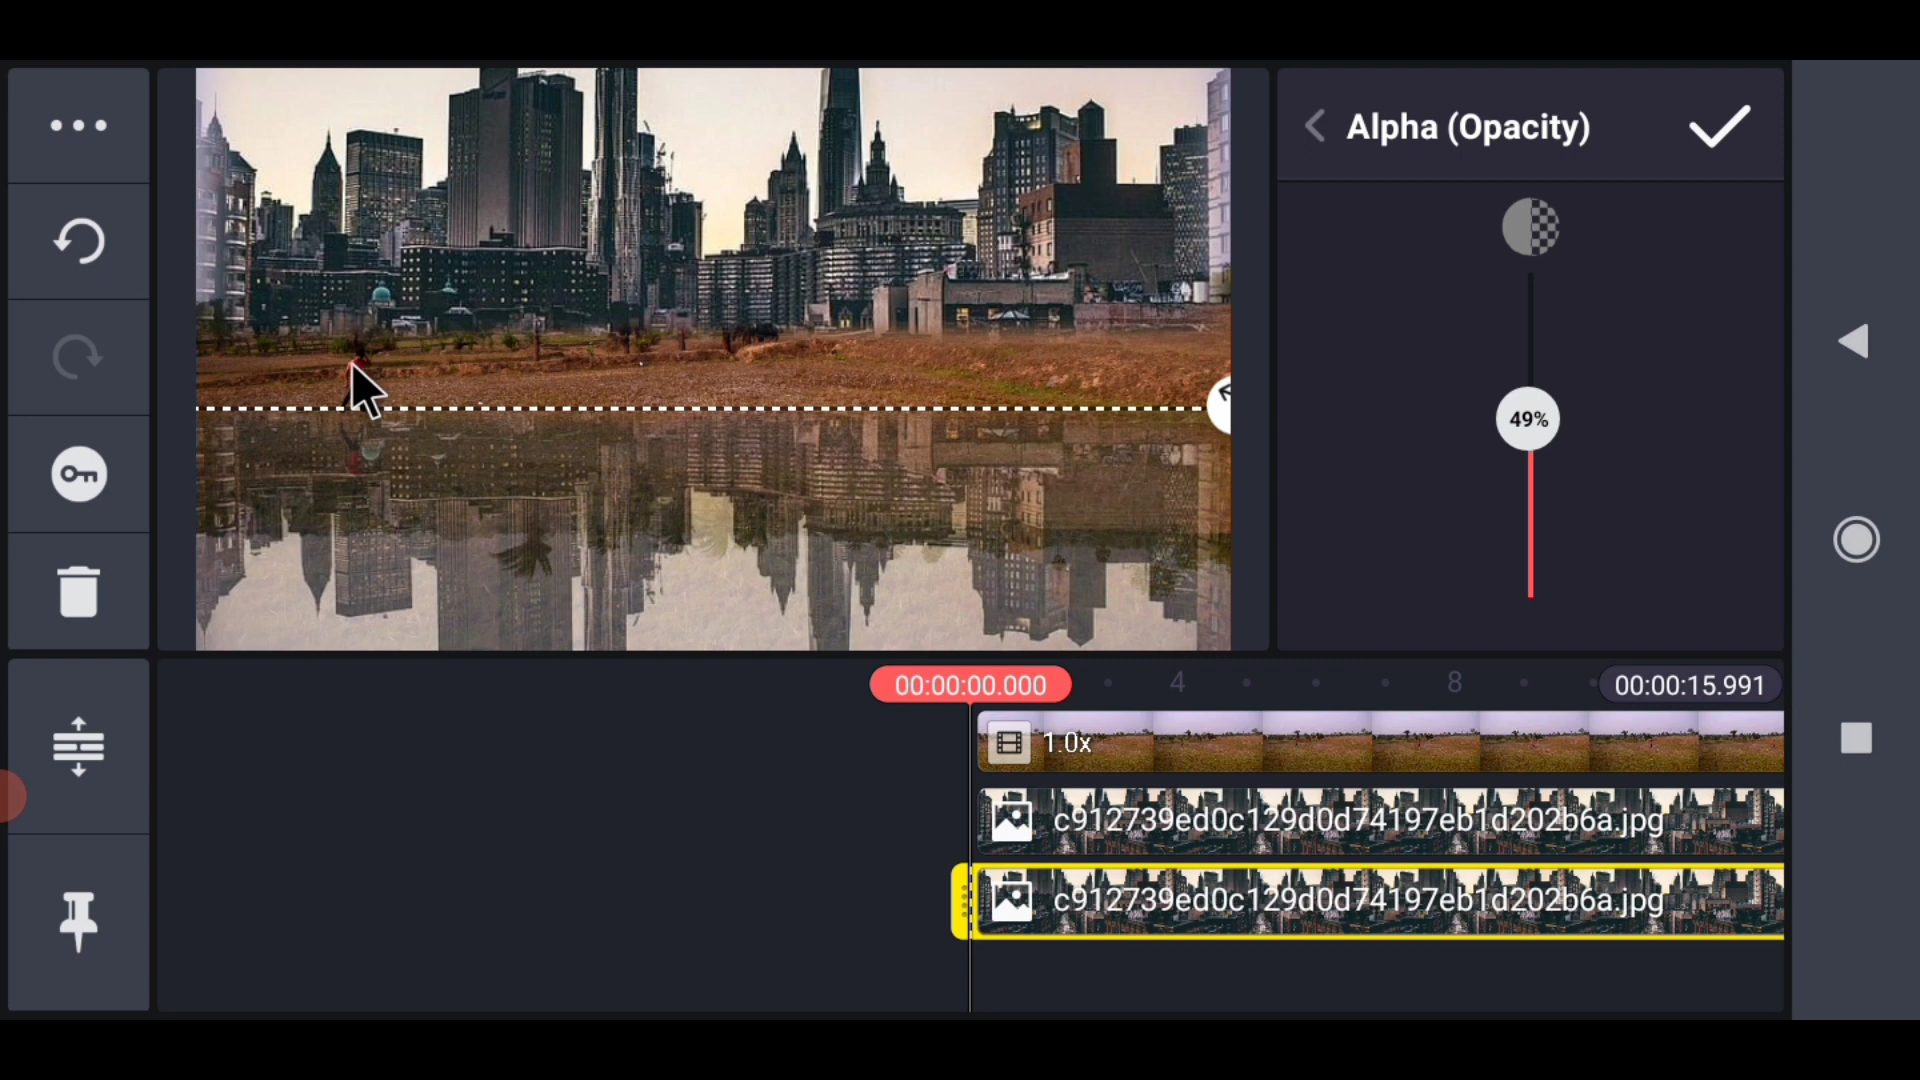 Alpha (Opacity)
49%
00:00:00.000
4
8
00:00:15.991
1.0x
c912739ed0c129d0d74197eb1d202b6a.jpg
c912739ed0c129d0d74197eb1d202b6a.jpg